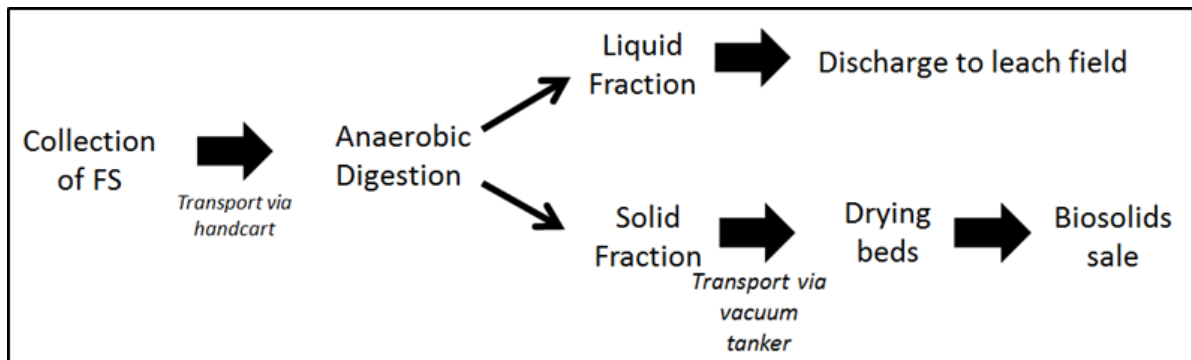 Collection
of FS
Transport via
handcart
Anaerobic
Digestion
Liquid
Fraction
Discharge to leach field
Solid
Fraction
Transport via
vacuum
tanker
Drying
beds
Biosolids
sale